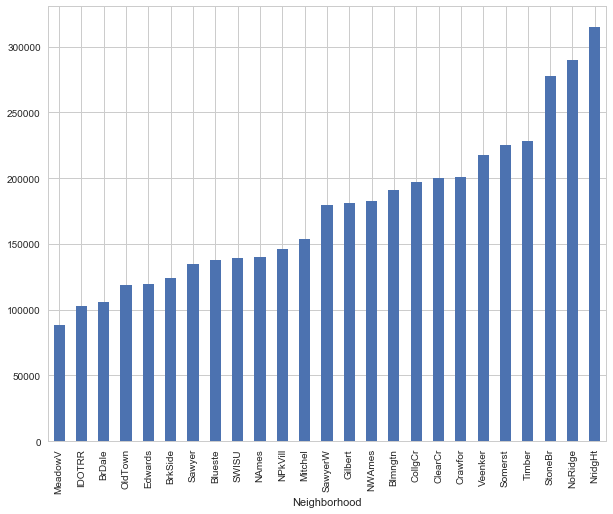 300000
250000
200000
150000
100000
50000
0
MeadowV
IDOTRR
BrDale
OldTown
Edwards
BrkSide
Sawyer
Blueste
SWISU
NAmes
NPkVill
Mitchel
SawyerW
Gilbert
NWAmes
Blmngtn
CollgCr
ClearCr
Crawfor
Veenker
Somerst
Timber
StoneBr
NoRidge
NridgHt
Neighborhood